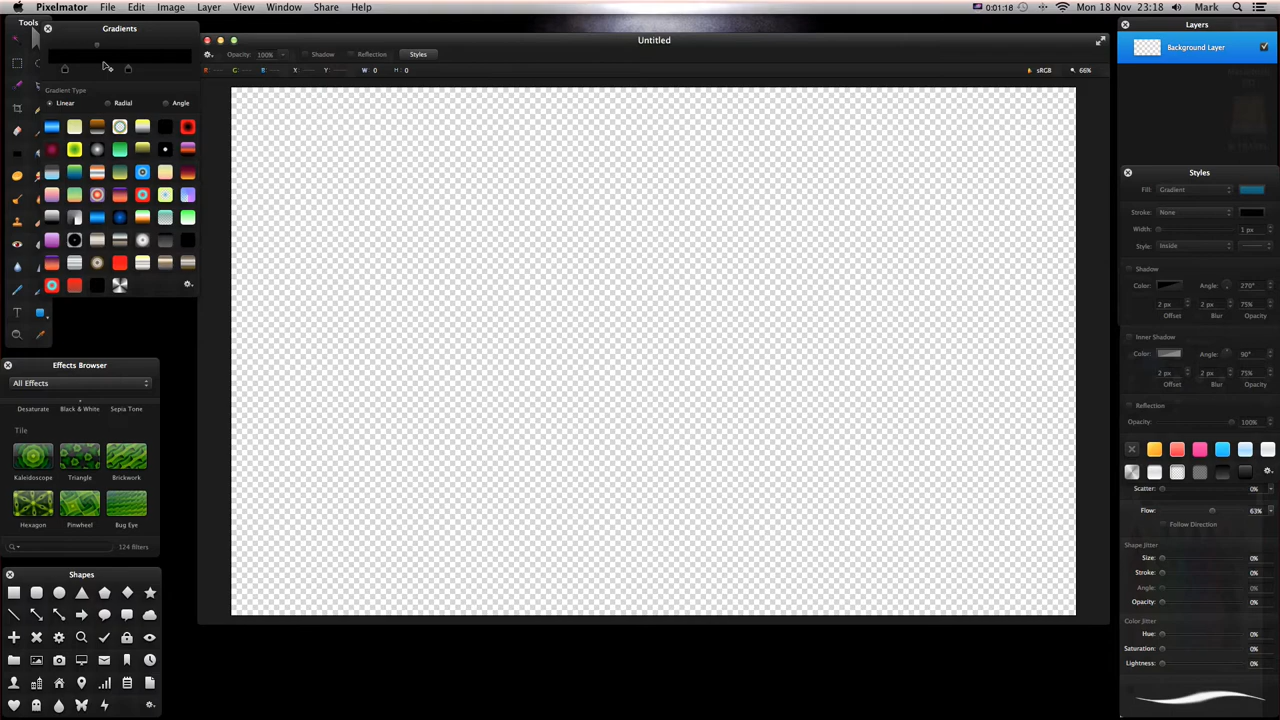 Pixelmator File Edit Image Layer View Window Share Help 0:01:18 Mon 18 Nov 23:18 Mark
Tools
Gradients
Gradient Type
Linear Radial Angle
Untitled
Opacity: 100% Shadow Reflection Styles
R: --- G: --- B: --- X: --- Y: --- W: 0 H: 0 sRGB 66%
Effects Browser
All Effects
Desaturate Black & White Sepia Tone
Tile
Kaleidoscope Triangle Brickwork
Hexagon Pinwheel Bug Eye
124 filters
Shapes
Layers
Background Layer
Styles
Fill: Gradient
Stroke: None
Width: 1 px
Style: Inside
Shadow
Color: Angle: 270°
2 px 2 px 75%
Offset Blur Opacity
Inner Shadow
Color: Angle: 90°
2 px 2 px 75%
Offset Blur Opacity
Reflection
Opacity: 100%
Scatter: 0%
Flow: 63%
Follow Direction
Shape Jitter
Size: 0%
Stroke: 0%
Angle: 0%
Opacity: 0%
Color Jitter
Hue: 0%
Saturation: 0%
Lightness: 0%